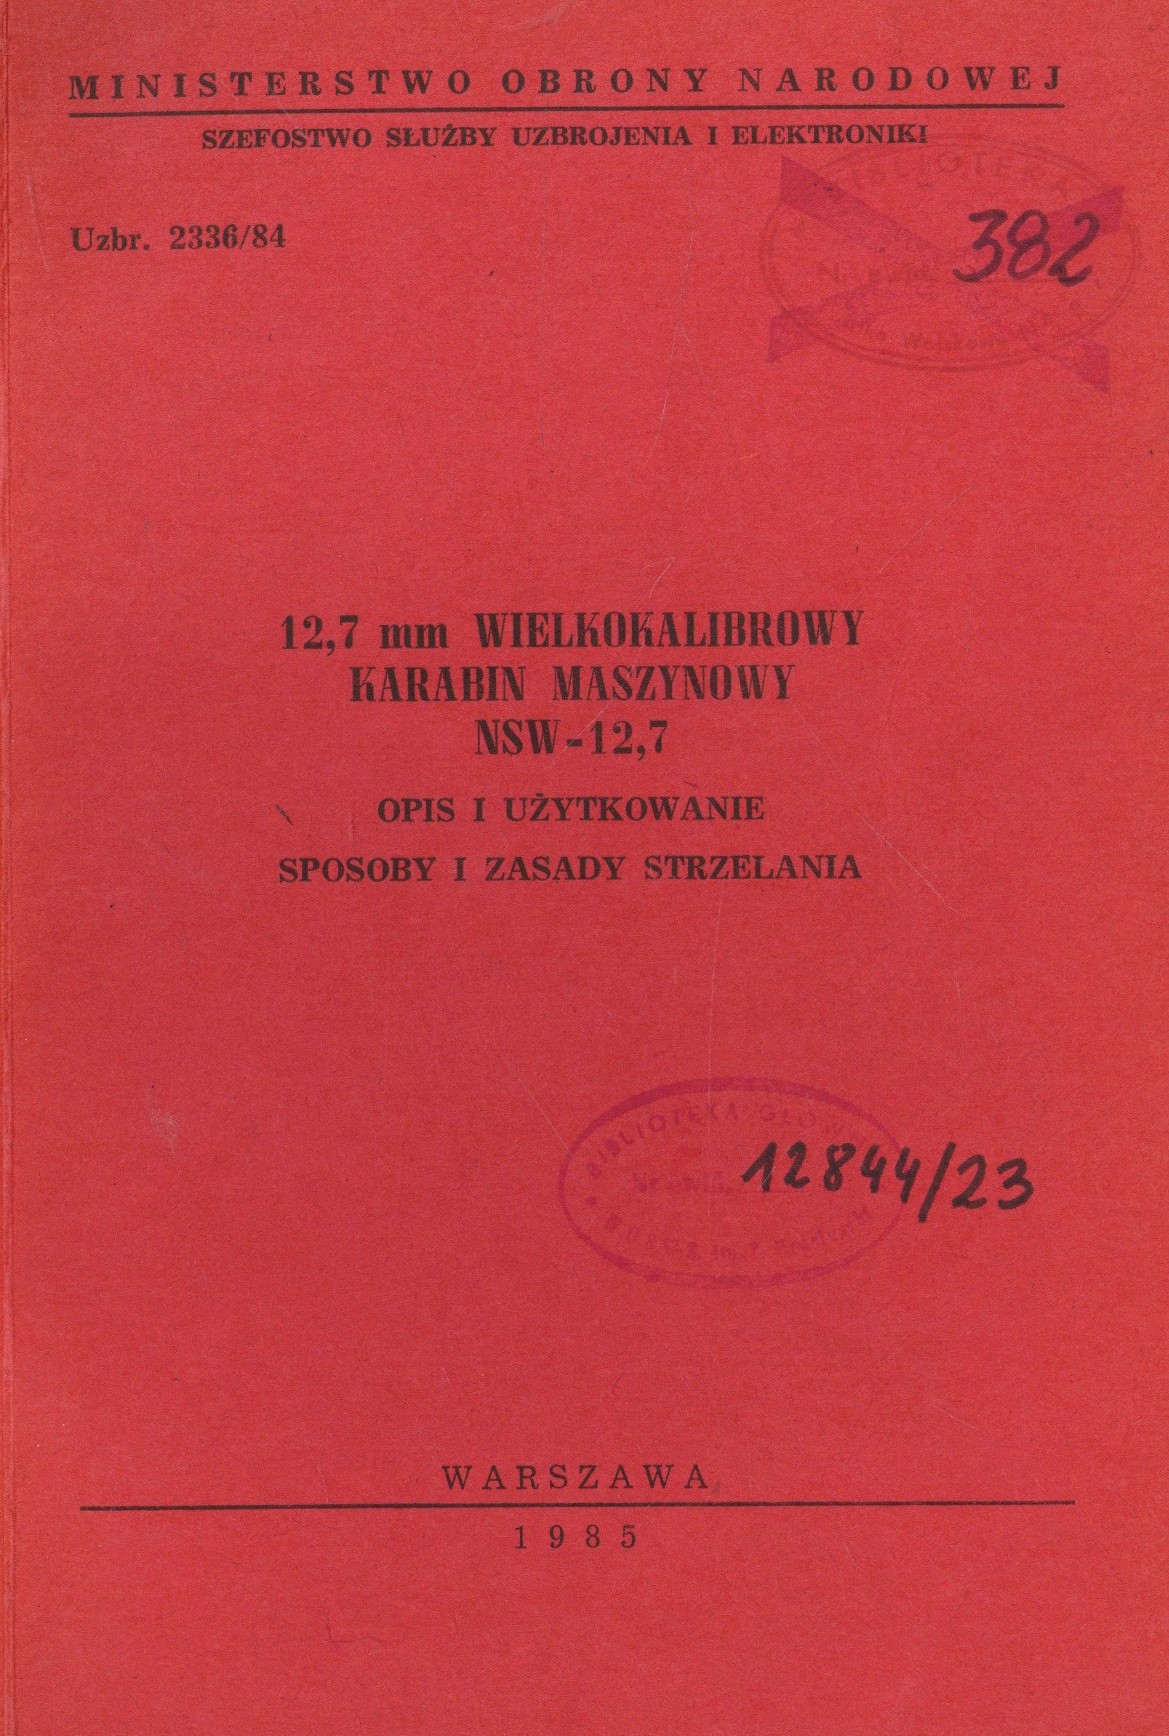 MINISTERSTWO OBRONY NARODOWEJ
SZEFOSTWO SŁUŻBY UZBROJENIA I ELEKTRONIKI
BIBLIOTEKA
Uzbr. 2336/84
382
12,7 mm WIELKOKALIBROWY
KARABIN MASZYNOWY
NSW-12,7
OPIS I UŻYTKOWANIE
SPOSOBY I ZASADY STRZELANIA
BIBLIOTEKA
12844/23
WARSZAWA
1985